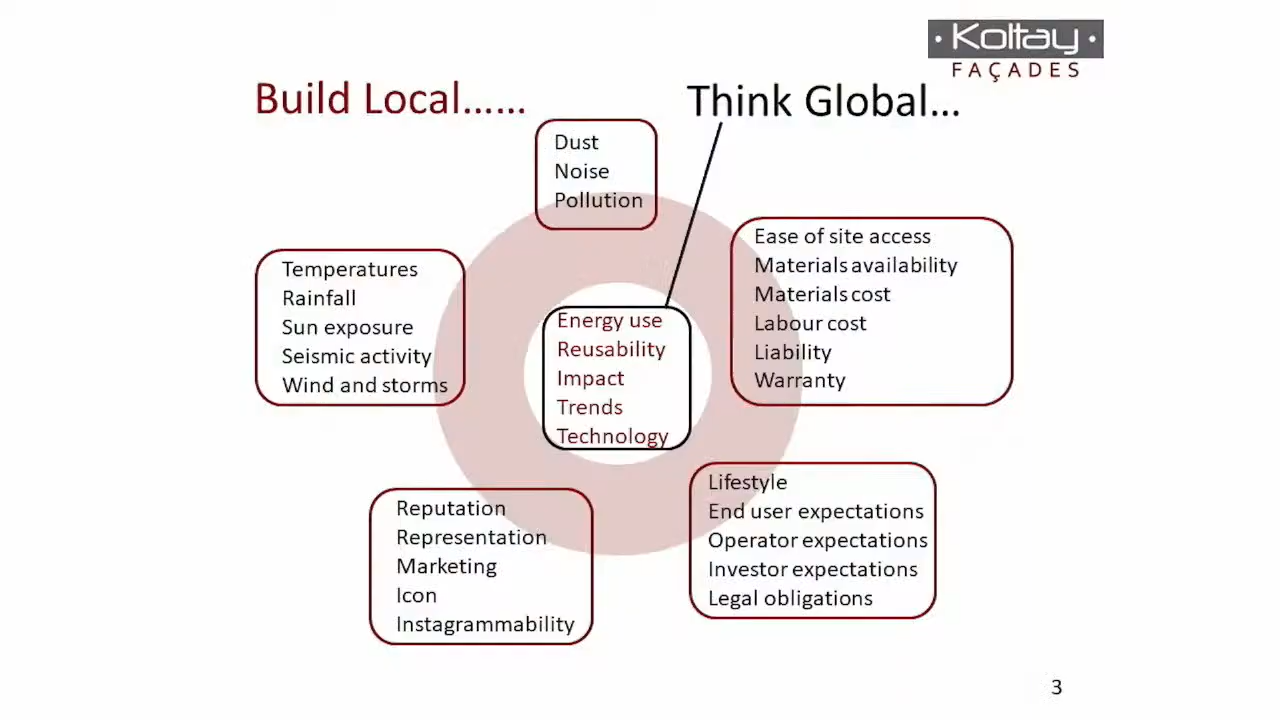 Koltay
FAÇADES
Build Local......
Think Global...
Dust
Noise
Pollution
Temperatures
Rainfall
Sun exposure
Seismic activity
Wind and storms
Energy use
Reusability
Impact
Trends
Technology
Ease of site access
Materials availability
Materials cost
Labour cost
Liability
Warranty
Reputation
Representation
Marketing
Icon
Instagrammability
Lifestyle
End user expectations
Operator expectations
Investor expectations
Legal obligations
3